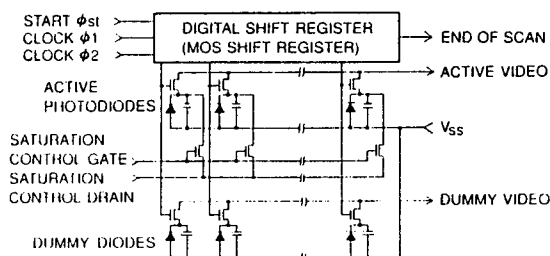 START ϕst
CLOCK ϕ1
CLOCK ϕ2
DIGITAL SHIFT REGISTER
(MOS SHIFT REGISTER)
END OF SCAN
ACTIVE VIDEO
ACTIVE
PHOTODIODES
VSS
SATURATION
CONTROL GATE
SATURATION
CONTROL DRAIN
DUMMY VIDEO
DUMMY DIODES